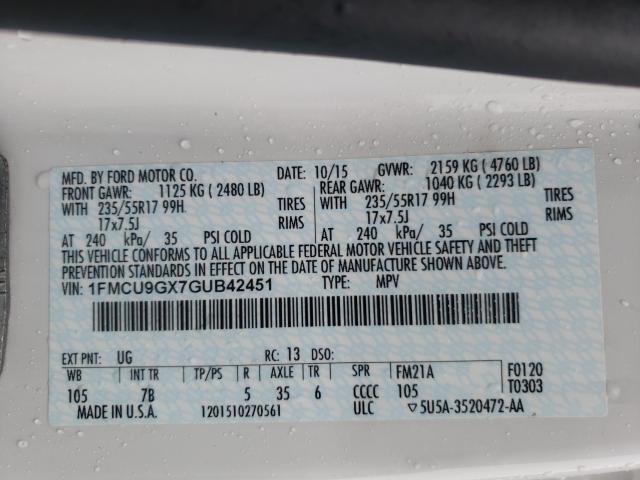 MFD. BY FORD MOTOR CO. DATE: 10/15 GVWR: 2159 KG ( 4760 LB)
FRONT GAWR: 1125 KG ( 2480 LB) REAR GAWR: 1040 KG ( 2293 LB)
WITH 235/55R17 99H TIRES WITH 235/55R17 99H TIRES
17x7.5J RIMS 17x7.5J RIMS
AT 240 kPa/ 35 PSI COLD AT 240 kPa/ 35 PSI COLD
THIS VEHICLE CONFORMS TO ALL APPLICABLE FEDERAL MOTOR VEHICLE SAFETY AND THEFT
PREVENTION STANDARDS IN EFFECT ON THE DATE OF MANUFACTURE SHOWN ABOVE.
VIN: 1FMCU9GX7GUB42451 TYPE: MPV
EXT PNT: UG RC: 13 DSO:
WB INT TR TP/PS R AXLE TR SPR FM21A F0120
105 7B 5 35 6 CCCC 105 T0303
MADE IN U.S.A. 1201510270561 ULC ▽5U5A-3520472-AA